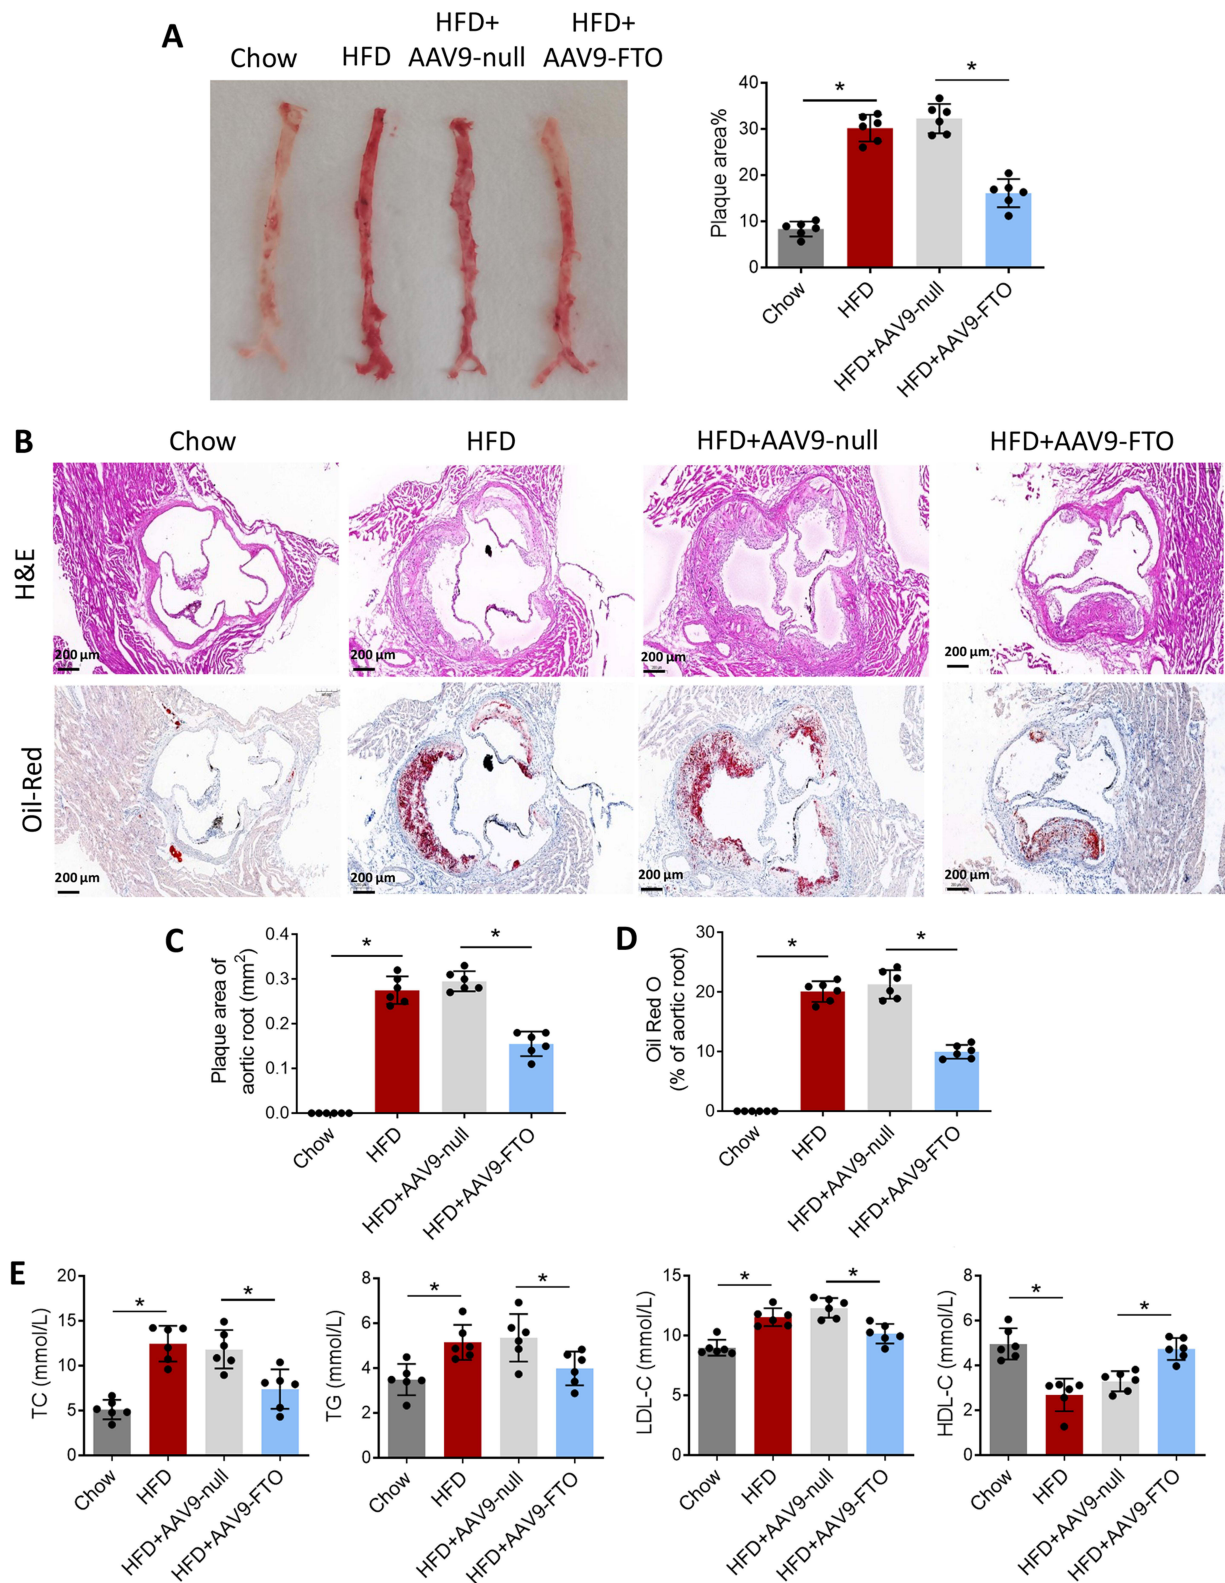 A
Chow
HFD
HFD+
AAV9-null
HFD+
AAV9-FTO
Plaque area%
40
30
20
10
0
*
*
Chow
HFD
HFD+AAV9-null
HFD+AAV9-FTO
B
Chow
HFD
HFD+AAV9-null
HFD+AAV9-FTO
H&E
200 μm
200 μm
200 μm
200 μm
Oil-Red
200 μm
200 μm
200 μm
200 μm
C
Plaque area of
aortic root (mm²)
0.4
0.3
0.2
0.1
0.0
*
*
Chow
HFD
HFD+AAV9-null
HFD+AAV9-FTO
D
Oil Red O
(% of aortic root)
30
20
10
0
*
*
Chow
HFD
HFD+AAV9-null
HFD+AAV9-FTO
E
TC (mmol/L)
20
15
10
5
0
*
*
Chow
HFD
HFD+AAV9-null
HFD+AAV9-FTO
TG (mmol/L)
8
6
4
2
0
*
*
Chow
HFD
HFD+AAV9-null
HFD+AAV9-FTO
LDL-C (mmol/L)
15
10
5
0
*
*
Chow
HFD
HFD+AAV9-null
HFD+AAV9-FTO
HDL-C (mmol/L)
8
6
4
2
0
*
*
Chow
HFD
HFD+AAV9-null
HFD+AAV9-FTO